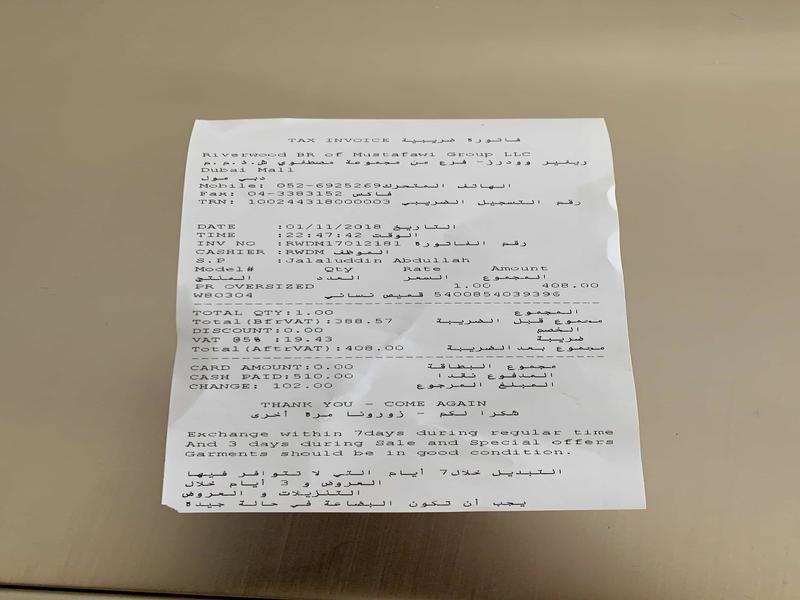 TAX INVOICE فاتورة ضريبية
Riverwood BR of Mustafawi Group LLC
ريفير وودرز- فرع من مجموعة مصطفوي ش.ذ.م.م
Dubai Mall
دبي مول
Mobile: 052-6925269الهاتف المتحرك
Fax: 04-3383152 فاكس
TRN: 100244318000003 رقم التسجيل الضريبي
DATE :01/11/2018 التاريخ
TIME :22:47:42 الوقت
INV NO :RWDM17012181 رقم الفاتورة
CASHIER :RWDM الموظف
S.P :Jalaluddin Abdullah
Model# Qty Rate Amount
المنتج العدد السعر المجموع
PR OVERSIZED 1.00 408.00
W80304 قميص نسائي 5400854039396
TOTAL QTY:1.00 المجموع
Total(BfrVAT):388.57 مجموع قبل الضريبة
DISCOUNT:0.00 الخصم
VAT @5% :19.43 ضريبة
Total(AftrVAT):408.00 مجموع بعد الضريبة
CARD AMOUNT:0.00 مجموع البطاقة
CASH PAID:510.00 المدفوع نقدا
CHANGE: 102.00 المبلغ المرجوع
THANK YOU - COME AGAIN
شكرا لكم - زورونا مرة أخرى
Exchange within 7days during regular time
And 3 days during Sale and Special offers
Garments should be in good condition.
التبديل خلال7 أيام التي لا تتوافر فيها
العروض و 3 أيام خلال
التنزيلات و العروض
يجب أن تكون البضاعة في حالة جيدة